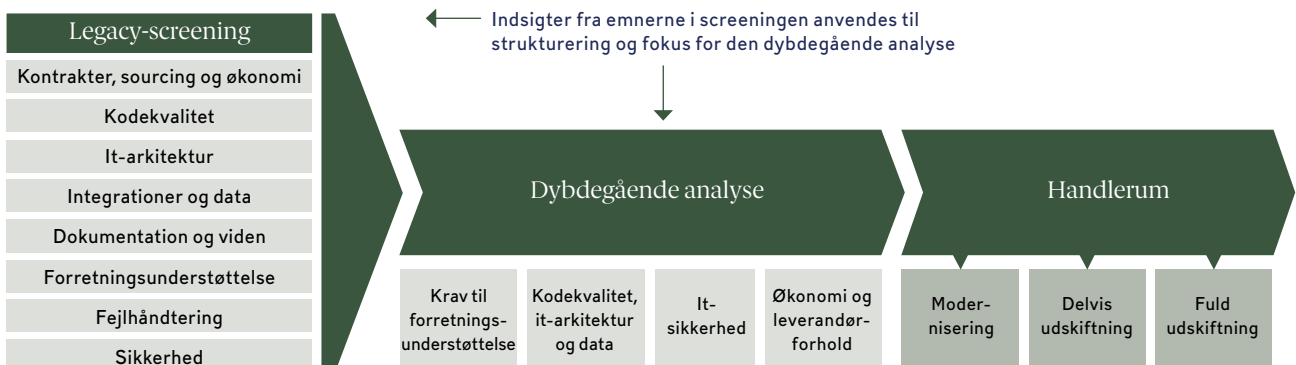 Legacy-screening
Kontrakter, sourcing og økonomi
Kodekvalitet
It-arkitektur
Integrationer og data
Dokumentation og viden
Forretningsunderstøttelse
Fejlhåndtering
Sikkerhed
Indsigter fra emnerne i screeningen anvendes til
strukturering og fokus for den dybdegående analyse
Dybdegående analyse
Krav til
forretnings-
understøttelse
Kodekvalitet,
it-arkitektur
og data
It-
sikkerhed
Økonomi og
leverandør-
forhold
Handlerum
Moder-
nisering
Delvis
udskiftning
Fuld
udskiftning